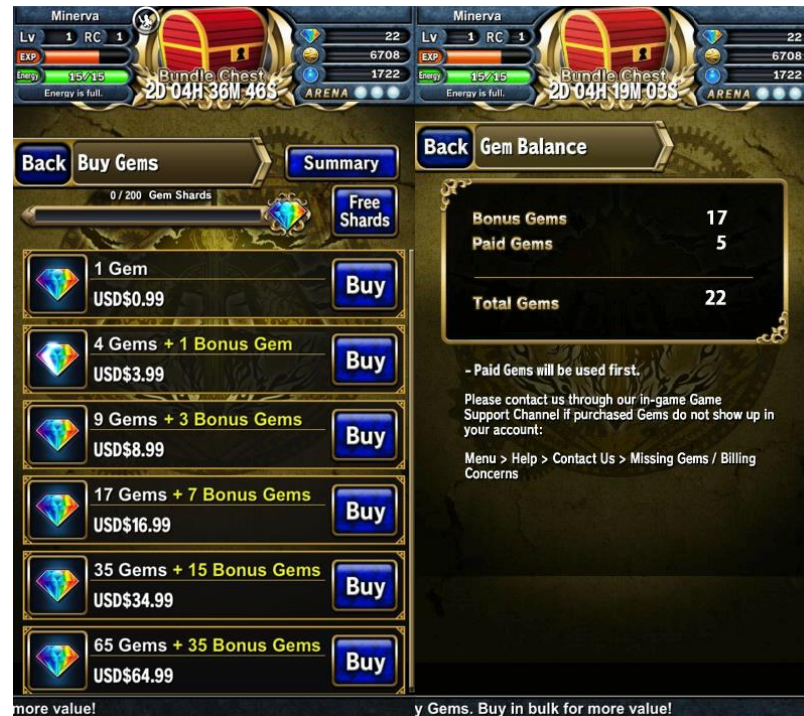 Minerva
Lv 1 RC 1
22
EXP
6708
Energy 15/15
1722
Energy is full.
Bundle Chest
2D 04H 36M 46S
ARENA
Back
Buy Gems
Summary
0 / 200 Gem Shards
Free
Shards
1 Gem
USD$0.99
Buy
4 Gems + 1 Bonus Gem
USD$3.99
Buy
9 Gems + 3 Bonus Gems
USD$8.99
Buy
17 Gems + 7 Bonus Gems
USD$16.99
Buy
35 Gems + 15 Bonus Gems
USD$34.99
Buy
65 Gems + 35 Bonus Gems
USD$64.99
Buy
more value!
Minerva
Lv 1 RC 1
22
EXP
6708
Energy 15/15
1722
Energy is full.
Bundle Chest
2D 04H 19M 03S
ARENA
Back
Gem Balance
Bonus Gems 17
Paid Gems 5
Total Gems 22
- Paid Gems will be used first.
Please contact us through our in-game Game
Support Channel if purchased Gems do not show up in
your account:
Menu > Help > Contact Us > Missing Gems / Billing
Concerns
y Gems. Buy in bulk for more value!